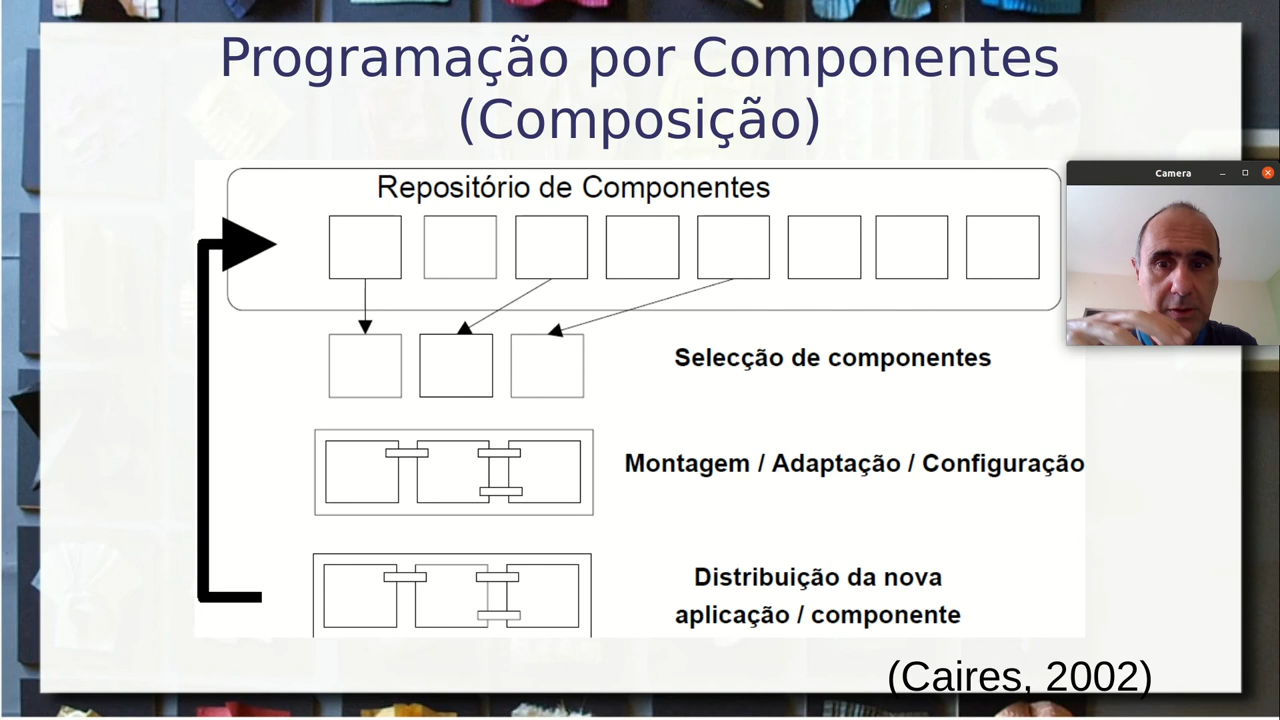 Programação por Componentes
(Composição)
Repositório de Componentes
Camera
Selecção de componentes
Montagem / Adaptação / Configuração
Distribuição da nova
aplicação / componente
(Caires, 2002)